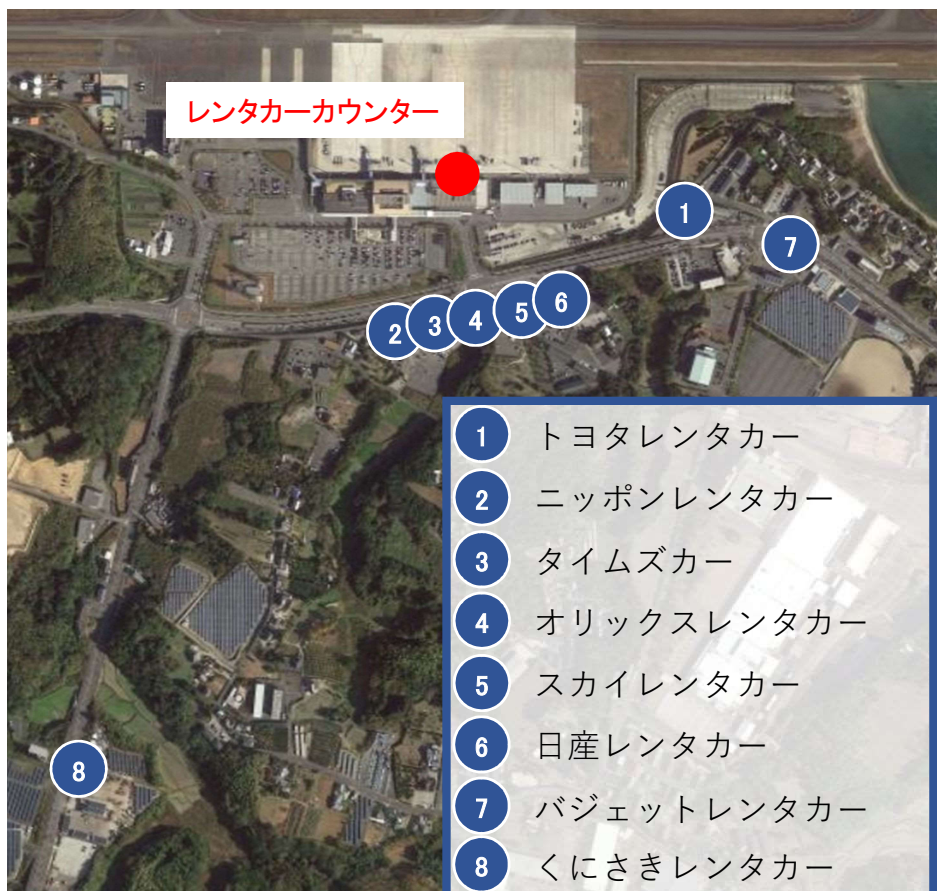 レンタカーカウンター
1
7
2
3
4
5
6
8
1 トヨタレンタカー
2 ニッポンレンタカー
3 タイムズカー
4 オリックスレンタカー
5 スカイレンタカー
6 日産レンタカー
7 バジェットレンタカー
8 くにさきレンタカー